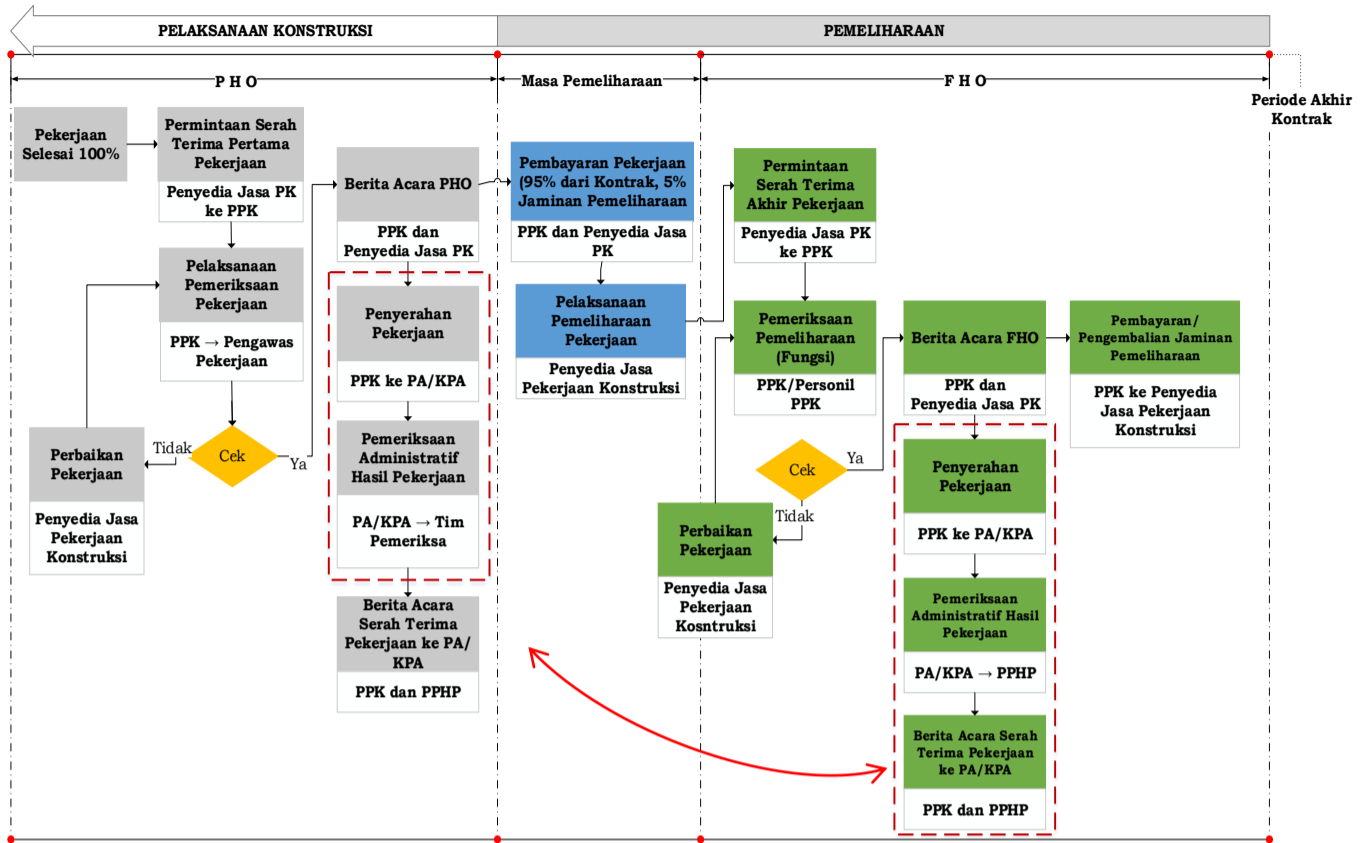 PELAKSANAAN KONSTRUKSI
PEMELIHARAAN
P H O
Masa Pemeliharaan
F H O
Periode Akhir
Kontrak
Pekerjaan
Selesai 100%
Permintaan Serah
Terima Pertama
Pekerjaan
Penyedia Jasa PK
ke PPK
Pelaksanaan
Pemeriksaan
Pekerjaan
PPK → Pengawas
Pekerjaan
Cek
Tidak
Ya
Perbaikan
Pekerjaan
Penyedia Jasa
Pekerjaan
Konstruksi
Berita Acara PHO
PPK dan
Penyedia Jasa PK
Penyerahan
Pekerjaan
PPK ke PA/KPA
Pemeriksaan
Administratif
Hasil Pekerjaan
PA/KPA → Tim
Pemeriksa
Berita Acara
Serah Terima
Pekerjaan ke PA/
KPA
PPK dan PPHP
Pembayaran Pekerjaan
(95% dari Kontrak, 5%
Jaminan Pemeliharaan
PPK dan Penyedia Jasa
PK
Pelaksanaan
Pemeliharaan
Pekerjaan
Penyedia Jasa
Pekerjaan Konstruksi
Permintaan
Serah Terima
Akhir Pekerjaan
Penyedia Jasa PK
ke PPK
Pemeriksaan
Pemeliharaan
(Fungsi)
PPK/Personil
PPK
Cek
Ya
Tidak
Perbaikan
Pekerjaan
Penyedia Jasa
Pekerjaan
Kosntruksi
Berita Acara FHO
PPK dan
Penyedia Jasa PK
Penyerahan
Pekerjaan
PPK ke PA/KPA
Pemeriksaan
Administratif Hasil
Pekerjaan
PA/KPA → PPHP
Berita Acara Serah
Terima Pekerjaan
ke PA/KPA
PPK dan PPHP
Pembayaran/
Pengembalian Jaminan
Pemeliharaan
PPK ke Penyedia
Jasa Pekerjaan
Konstruksi